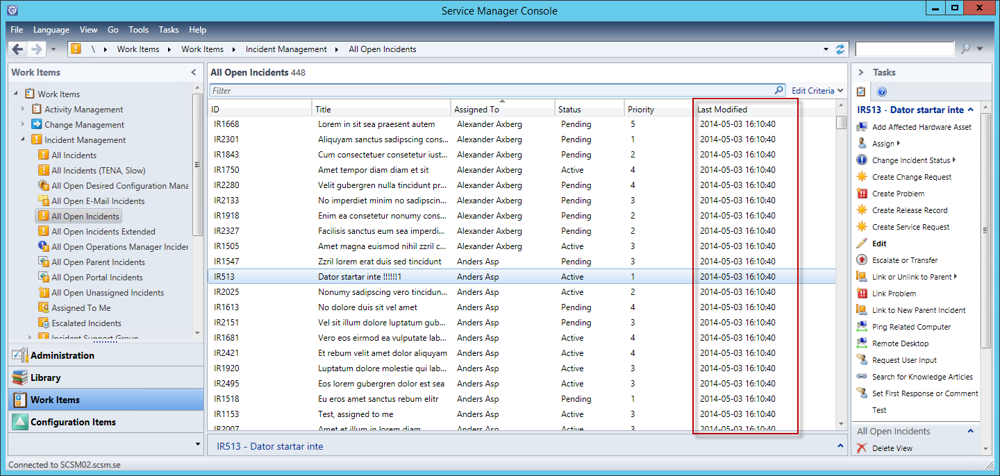 Service Manager Console
File Language View Go Tools Tasks Help
\ Work Items Work Items Incident Management All Open Incidents
Work Items
Work Items
Activity Management
Change Management
Incident Management
All Incidents
All Incidents (TENA, Slow)
All Open Desired Configuration Mana
All Open E-Mail Incidents
All Open Incidents
All Open Incidents Extended
All Open Operations Manager Incider
All Open Parent Incidents
All Open Portal Incidents
All Open Unassigned Incidents
Assigned To Me
Escalated Incidents
Incident Support Group
Administration
Library
Work Items
Configuration Items
All Open Incidents 448
Filter
Edit Criteria
ID Title Assigned To Status Priority Last Modified
IR1668 Lorem in sit sea praesent autem Alexander Axberg Pending 5 2014-05-03 16:10:40
IR2301 Aliquyam sanctus sadipscing cons... Alexander Axberg Pending 1 2014-05-03 16:10:40
IR1843 Cum consectetuer consetetur iust... Alexander Axberg Pending 2 2014-05-03 16:10:40
IR1750 Amet tempor diam diam et sit Alexander Axberg Active 4 2014-05-03 16:10:40
IR2280 Velit gubergren nulla tincidunt pr... Alexander Axberg Pending 4 2014-05-03 16:10:40
IR2133 No imperdiet minim no sadipscin... Alexander Axberg Pending 3 2014-05-03 16:10:40
IR1918 Enim ea consetetur nonumy cons... Alexander Axberg Pending 2 2014-05-03 16:10:40
IR2327 Facilisis sanctus eum sea imperdi... Alexander Axberg Pending 2 2014-05-03 16:10:40
IR1505 Amet magna euismod nihil zzril c... Alexander Axberg Active 3 2014-05-03 16:10:40
IR1547 Zzril lorem erat duis sed tincidunt Anders Asp Pending 3 2014-05-03 16:10:40
IR513 Dator startar inte !!!!!!1 Anders Asp Active 1 2014-05-03 16:10:40
IR2025 Nonumy sadipscing vero tincidun... Anders Asp Active 2 2014-05-03 16:10:40
IR1613 No dolore duis sit vel amet Anders Asp Pending 4 2014-05-03 16:10:40
IR2151 Vel sit illum dolore luptatum gub... Anders Asp Pending 3 2014-05-03 16:10:40
IR1681 Vero eos eirmod ea vulputate lab... Anders Asp Active 4 2014-05-03 16:10:40
IR2421 Et rebum velit amet dolor aliquyam Anders Asp Active 4 2014-05-03 16:10:40
IR1920 Luptatum dolore molestie qui lab... Anders Asp Active 3 2014-05-03 16:10:40
IR2495 Eos lorem gubergren dolor est sea Anders Asp Active 3 2014-05-03 16:10:40
IR1518 Eu eros amet sanctus rebum elitr Anders Asp Pending 1 2014-05-03 16:10:40
IR1153 Test, assigned to me Anders Asp Active 3 2014-05-03 16:10:40
IR2007 Amet et illum in lorem diam Anders Asp Active 3 2014-05-03 16:10:40
IR513 - Dator startar inte
Tasks
IR513 - Dator startar inte
Add Affected Hardware Asset
Assign
Change Incident Status
Create Change Request
Create Problem
Create Release Record
Create Service Request
Edit
Escalate or Transfer
Link or Unlink to Parent
Link Problem
Link to New Parent Incident
Ping Related Computer
Remote Desktop
Request User Input
Search for Knowledge Articles
Set First Response or Comment
Test
All Open Incidents
Delete View
Connected to SCSM02.scsm.se